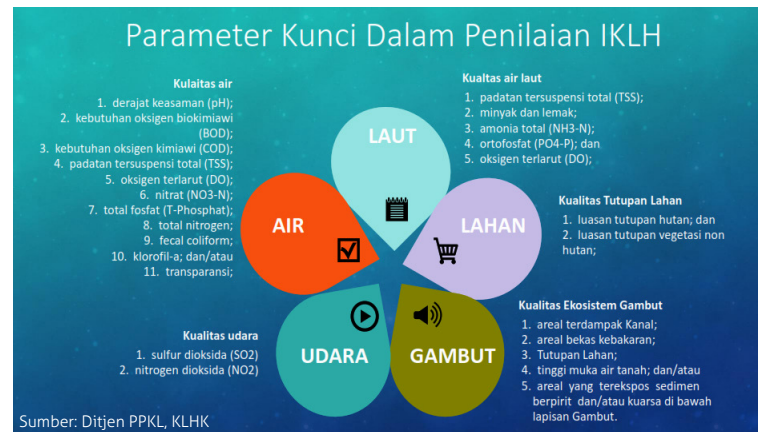 Parameter Kunci Dalam Penilaian IKLH
Kulaitas air
1. derajat keasaman (pH);
2. kebutuhan oksigen biokimiawi
(BOD);
3. kebutuhan oksigen kimiawi (COD);
4. padatan tersuspensi total (TSS);
5. oksigen terlarut (DO);
6. nitrat (NO3-N);
7. total fosfat (T-Phosphat);
8. total nitrogen;
9. fecal coliform;
10. klorofil-a; dan/atau
11. transparansi;
Kualtas air laut
1. padatan tersuspensi total (TSS);
2. minyak dan lemak;
3. amonia total (NH3-N);
4. ortofosfat (PO4-P); dan
5. oksigen terlarut (DO);
LAUT
AIR
LAHAN
Kualitas Tutupan Lahan
1. luasan tutupan hutan; dan
2. luasan tutupan vegetasi non
hutan;
Kualitas udara
1. sulfur dioksida (SO2)
2. nitrogen dioksida (NO2)
UDARA
GAMBUT
Kualitas Ekosistem Gambut
1. areal terdampak Kanal;
2. areal bekas kebakaran;
3. Tutupan Lahan;
4. tinggi muka air tanah; dan/atau
5. areal yang terekspos sedimen
berpirit dan/atau kuarsa di bawah
lapisan Gambut.
Sumber: Ditjen PPKL, KLHK